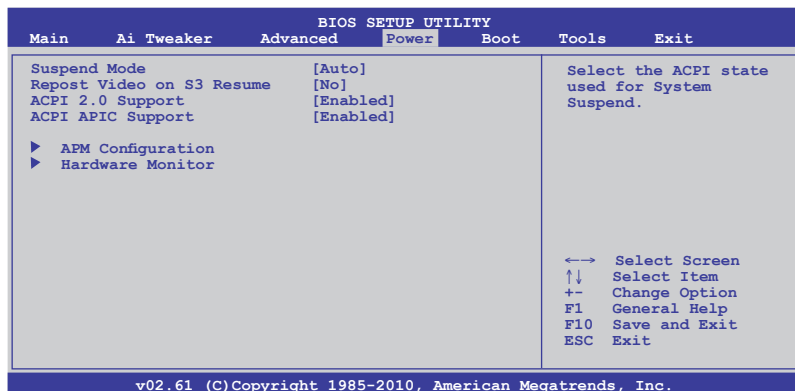 BIOS SETUP UTILITY
Main Ai Tweaker Advanced Power Boot Tools Exit
Suspend Mode [Auto]
Repost Video on S3 Resume [No]
ACPI 2.0 Support [Enabled]
ACPI APIC Support [Enabled]
▶ APM Configuration
▶ Hardware Monitor
Select the ACPI state
used for System
Suspend.
←→ Select Screen
↑↓ Select Item
+- Change Option
F1 General Help
F10 Save and Exit
ESC Exit
v02.61 (C)Copyright 1985-2010, American Megatrends, Inc.